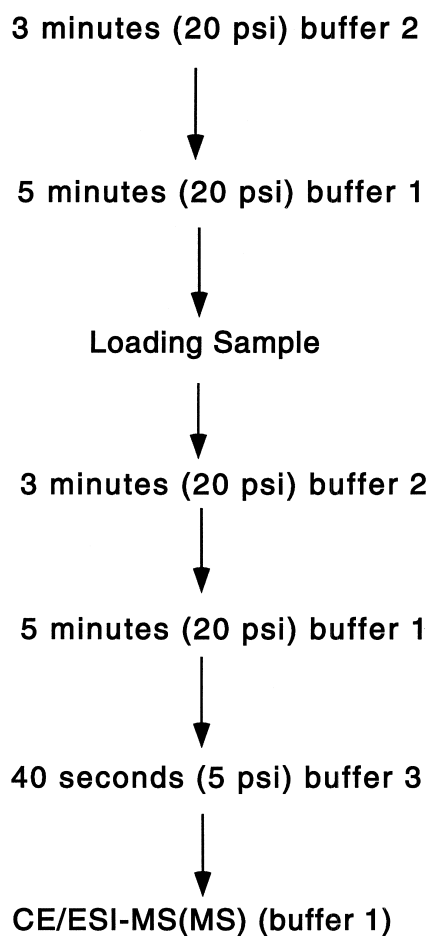 3 minutes (20 psi) buffer 2
5 minutes (20 psi) buffer 1
Loading Sample
3 minutes (20 psi) buffer 2
5 minutes (20 psi) buffer 1
40 seconds (5 psi) buffer 3
CE/ESI-MS(MS) (buffer 1)